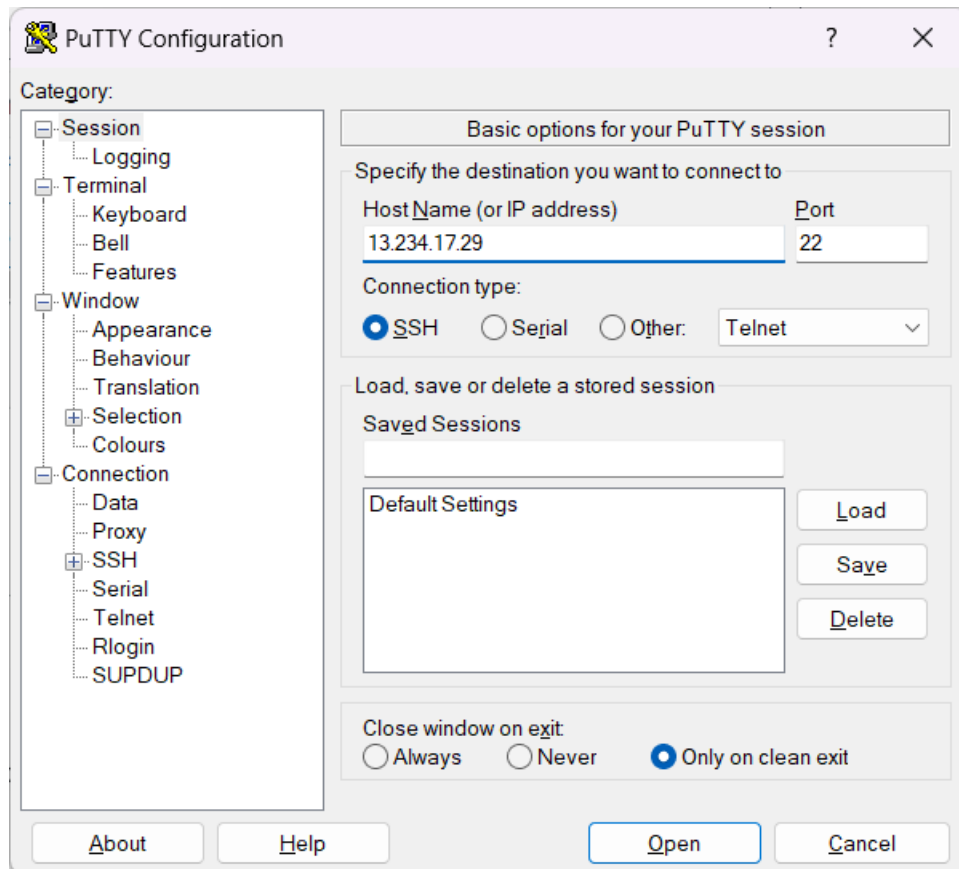 PuTTY Configuration ? ×
Category:
Session
Logging
Terminal
Keyboard
Bell
Features
Window
Appearance
Behaviour
Translation
Selection
Colours
Connection
Data
Proxy
SSH
Serial
Telnet
Rlogin
SUPDUP
Basic options for your PuTTY session
Specify the destination you want to connect to
Host Name (or IP address) Port
13.234.17.29 22
Connection type:
SSH Serial Other: Telnet
Load, save or delete a stored session
Saved Sessions
Default Settings
Load
Save
Delete
Close window on exit:
Always Never Only on clean exit
About Help Open Cancel